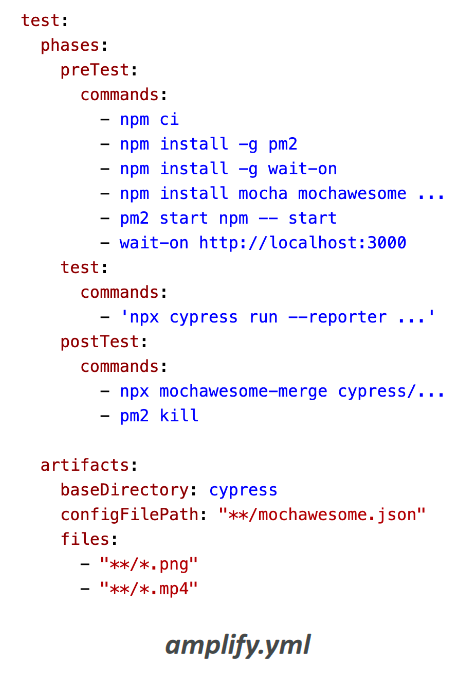 test:
  phases:
    preTest:
      commands:
        - npm ci
        - npm install -g pm2
        - npm install -g wait-on
        - npm install mocha mochawesome ...
        - pm2 start npm -- start
        - wait-on http://localhost:3000
    test:
      commands:
        - 'npx cypress run --reporter ...'
    postTest:
      commands:
        - npx mochawesome-merge cypress/...
        - pm2 kill
  artifacts:
    baseDirectory: cypress
    configFilePath: "**/mochawesome.json"
    files:
      - "**/*.png"
      - "**/*.mp4"
amplify.yml